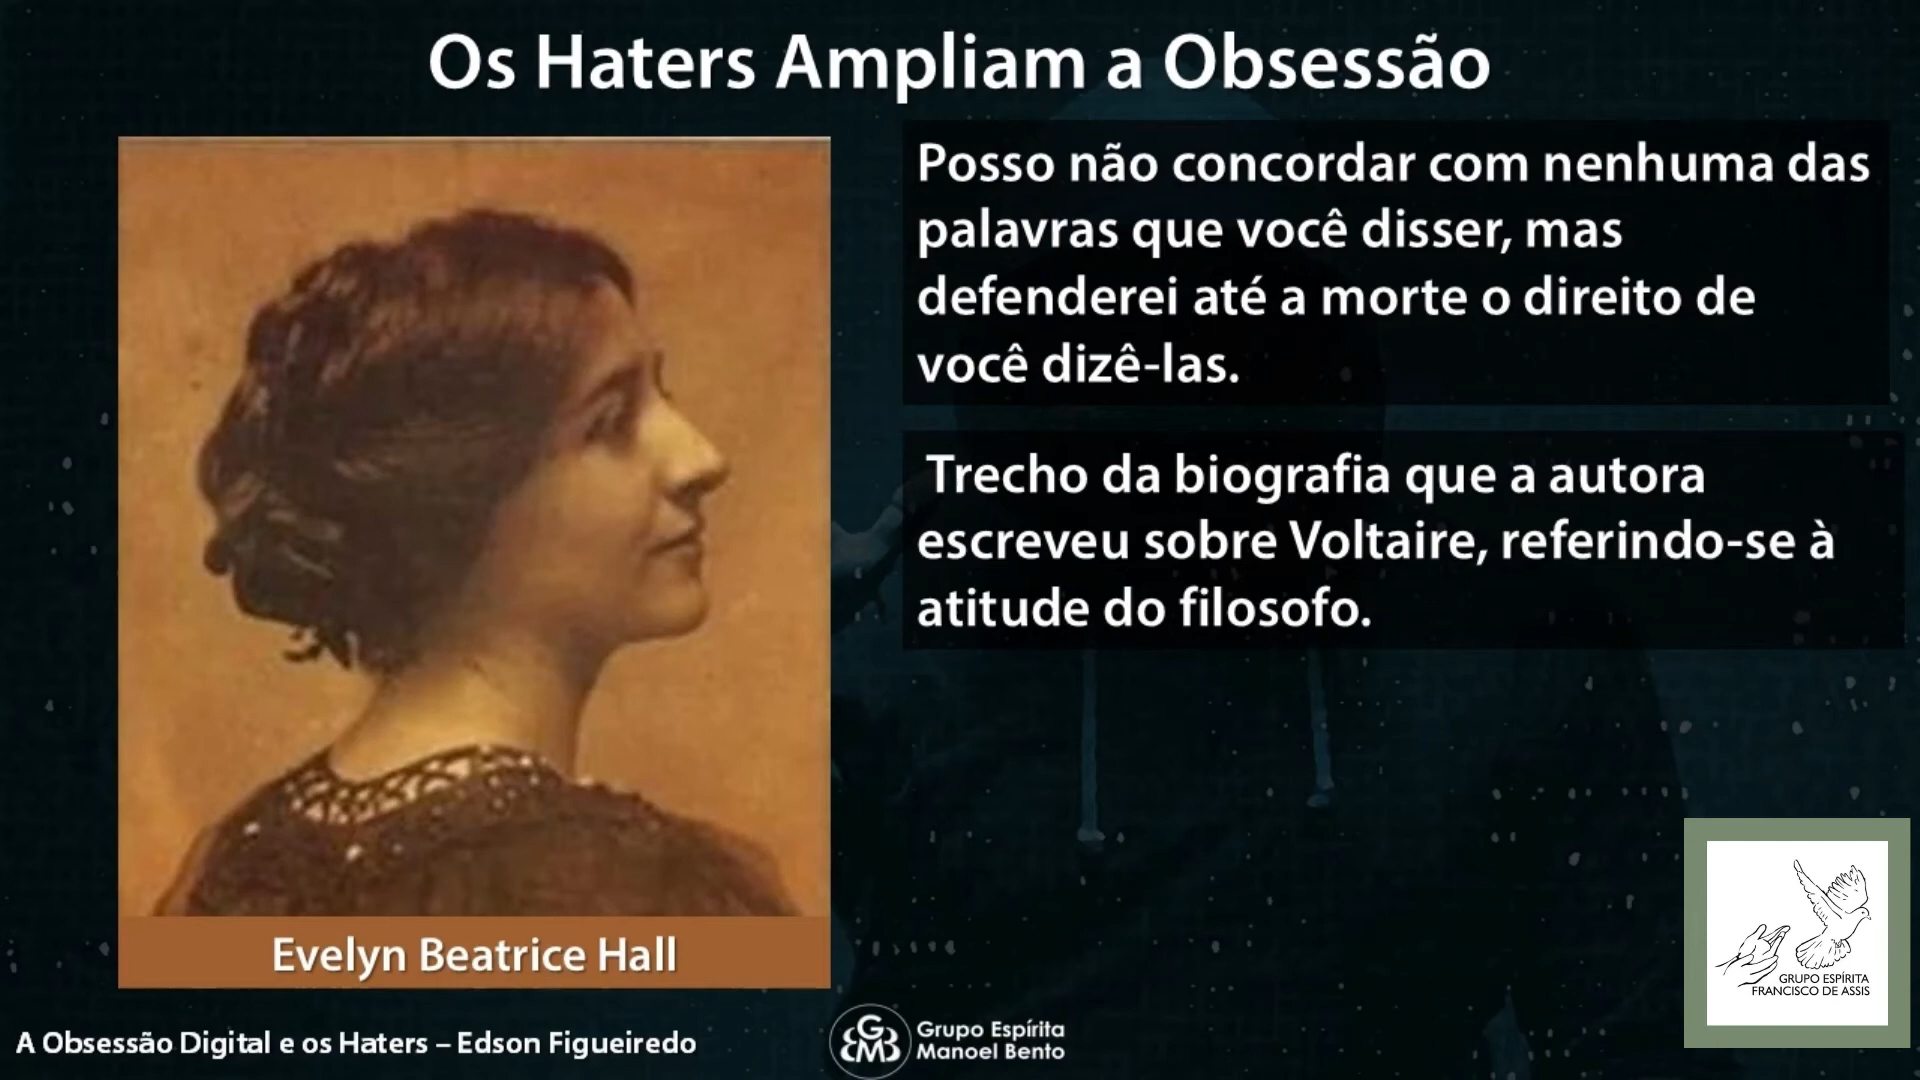 Os Haters Ampliam a Obsessão
Posso não concordar com nenhuma das
palavras que você disser, mas
defenderei até a morte o direito de
você dizê-las.
Trecho da biografia que a autora
escreveu sobre Voltaire, referindo-se à
atitude do filosofo.
Evelyn Beatrice Hall
A Obsessão Digital e os Haters – Edson Figueiredo
GMB
Grupo Espírita
Manoel Bento
GRUPO ESPÍRITA
FRANCISCO DE ASSIS